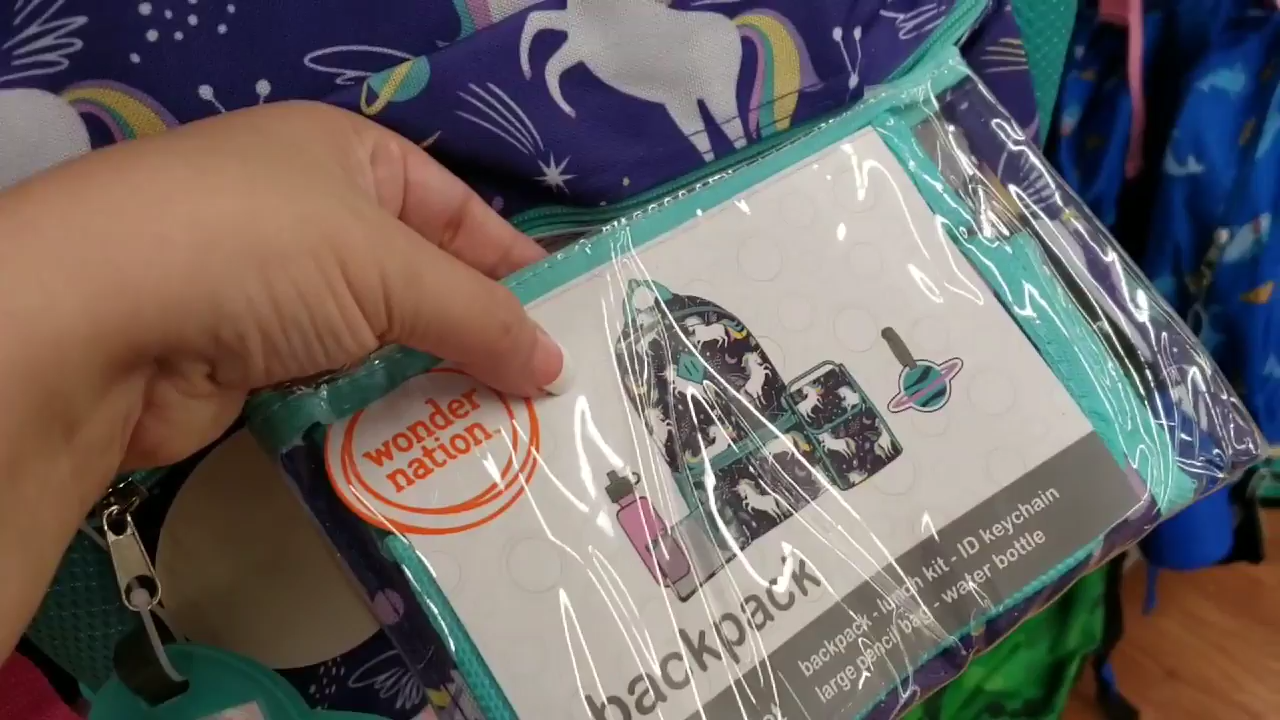 wonder
nation
backpack
backpack - lunch kit - ID keychain
large pencil bag - water bottle